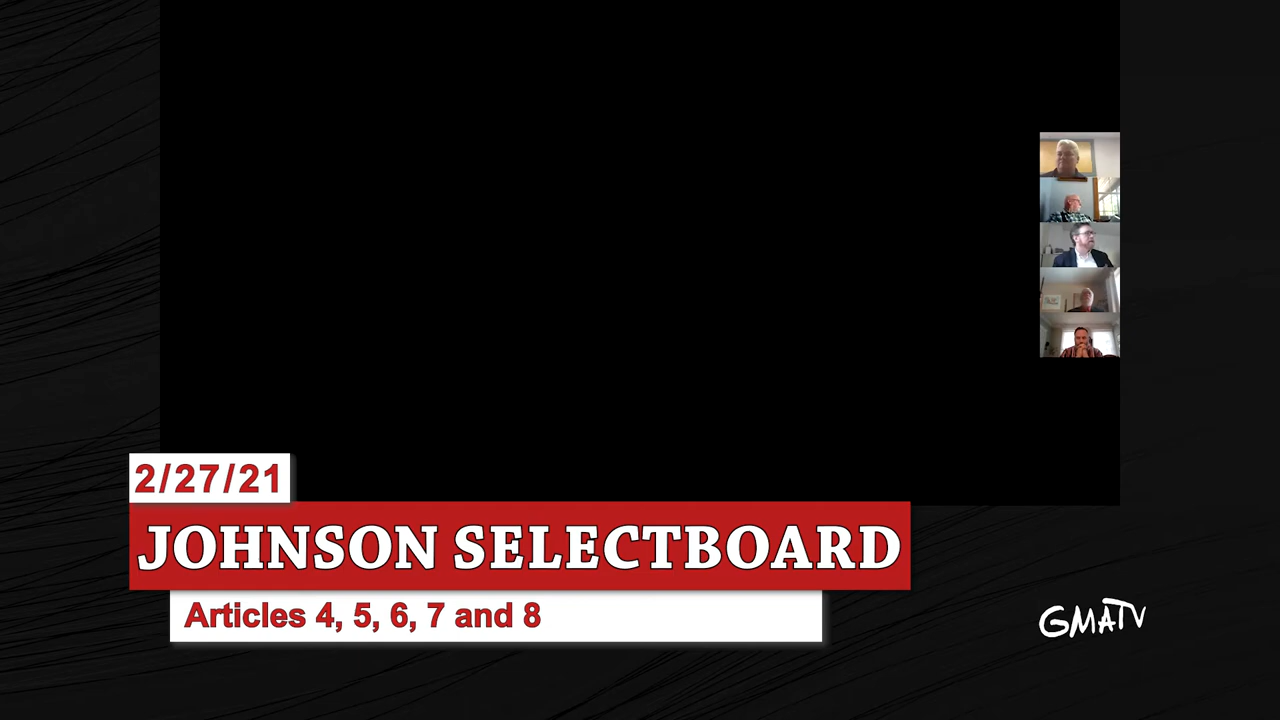 2/27/21
JOHNSON SELECTBOARD
Articles 4, 5, 6, 7 and 8
GMATV